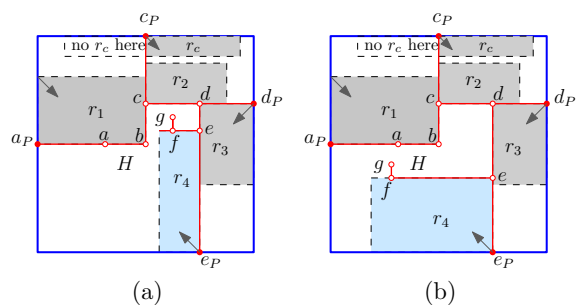 c_P c_P
no r_c here r_c no r_c here r_c
r_2 r_2
c d d_P c d d_P
r_1 g r_1
a_P a b e r_3 a_P a b r_3
f
H g H e
r_4 f
r_4
e_P e_P
(a) (b)